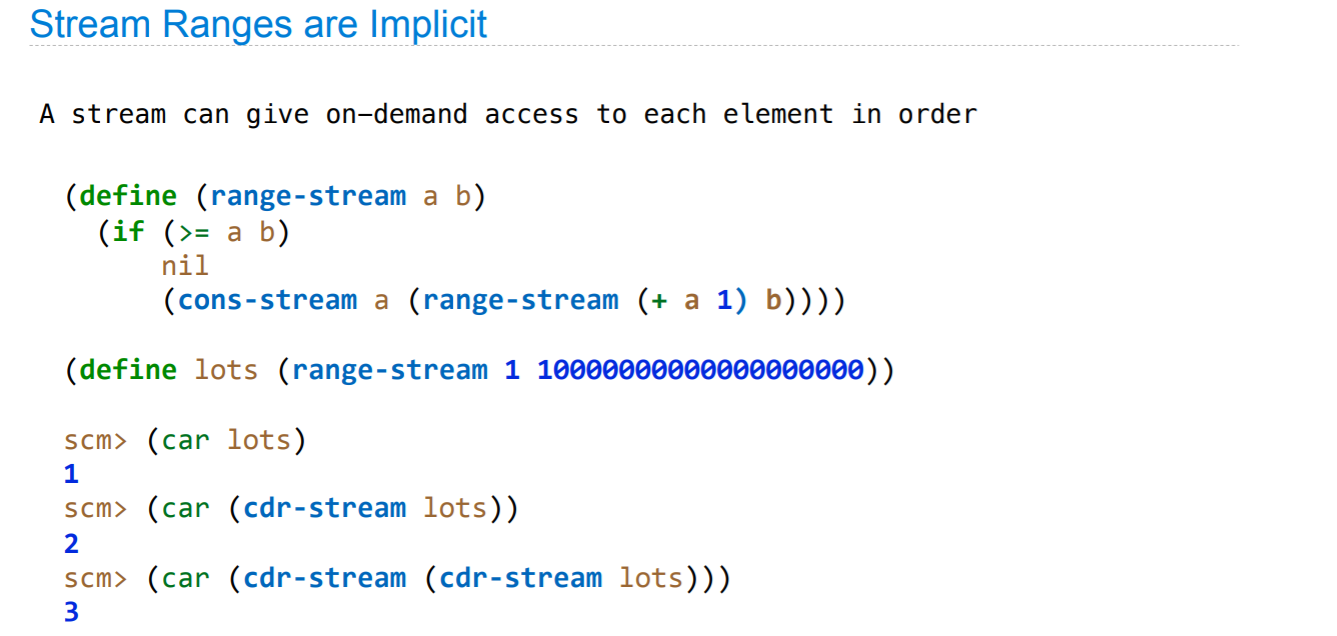 Stream Ranges are Implicit
A stream can give on-demand access to each element in order
(define (range-stream a b)
(if (>= a b)
nil
(cons-stream a (range-stream (+ a 1) b))))
(define lots (range-stream 1 10000000000000000000))
scm> (car lots)
1
scm> (car (cdr-stream lots))
2
scm> (car (cdr-stream (cdr-stream lots)))
3